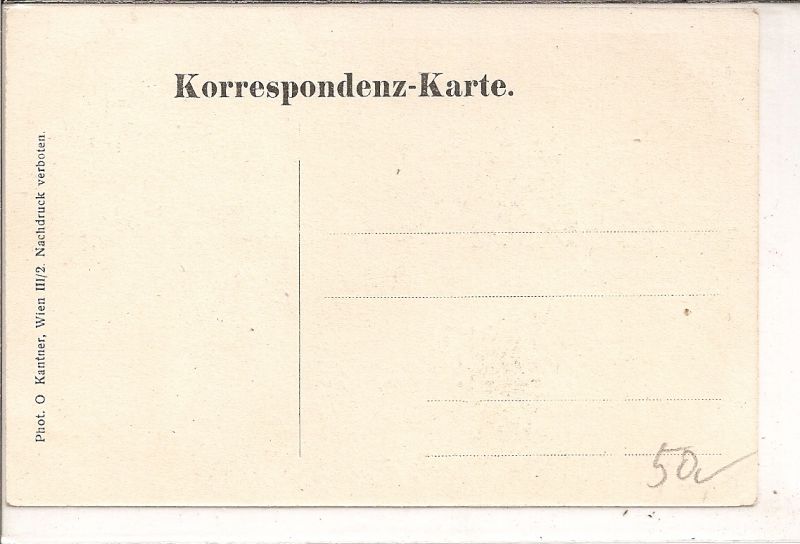 Korrespondenz-Karte.
Phot. O Kantner, Wien III/2. Nachdruck verboten.
50